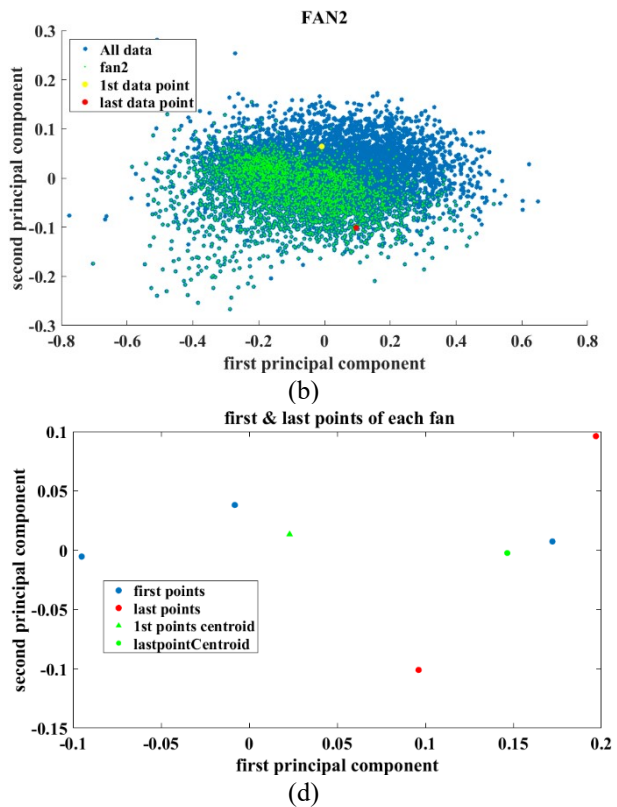 FAN2
0.3
0.2
0.1
0
-0.1
-0.2
-0.3
second principal component
All data
fan2
1st data point
last data point
-0.8 -0.6 -0.4 -0.2 0 0.2 0.4 0.6 0.8
first principal component
(b)
first & last points of each fan
0.1
0.05
0
-0.05
-0.1
-0.15
second principal component
first points
last points
1st points centroid
lastpointCentroid
-0.1 -0.05 0 0.05 0.1 0.15 0.2
first principal component
(d)